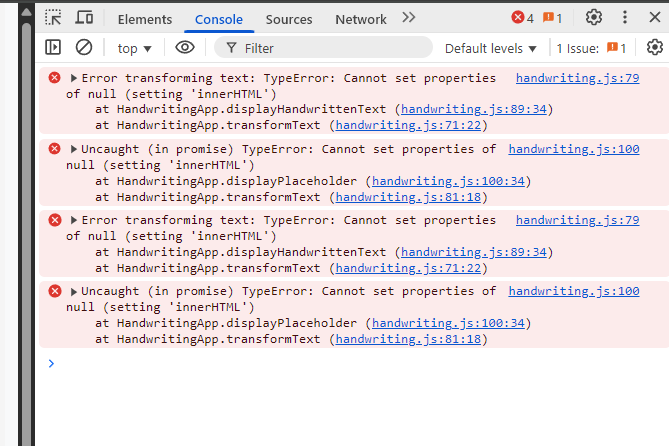 Elements Console Sources Network 4 1
top Filter Default levels 1 Issue: 1
Error transforming text: TypeError: Cannot set properties handwriting.js:79
of null (setting 'innerHTML')
at HandwritingApp.displayHandwrittenText (handwriting.js:89:34)
at HandwritingApp.transformText (handwriting.js:71:22)
Uncaught (in promise) TypeError: Cannot set properties of handwriting.js:100
null (setting 'innerHTML')
at HandwritingApp.displayPlaceholder (handwriting.js:100:34)
at HandwritingApp.transformText (handwriting.js:81:18)
Error transforming text: TypeError: Cannot set properties handwriting.js:79
of null (setting 'innerHTML')
at HandwritingApp.displayHandwrittenText (handwriting.js:89:34)
at HandwritingApp.transformText (handwriting.js:71:22)
Uncaught (in promise) TypeError: Cannot set properties of handwriting.js:100
null (setting 'innerHTML')
at HandwritingApp.displayPlaceholder (handwriting.js:100:34)
at HandwritingApp.transformText (handwriting.js:81:18)